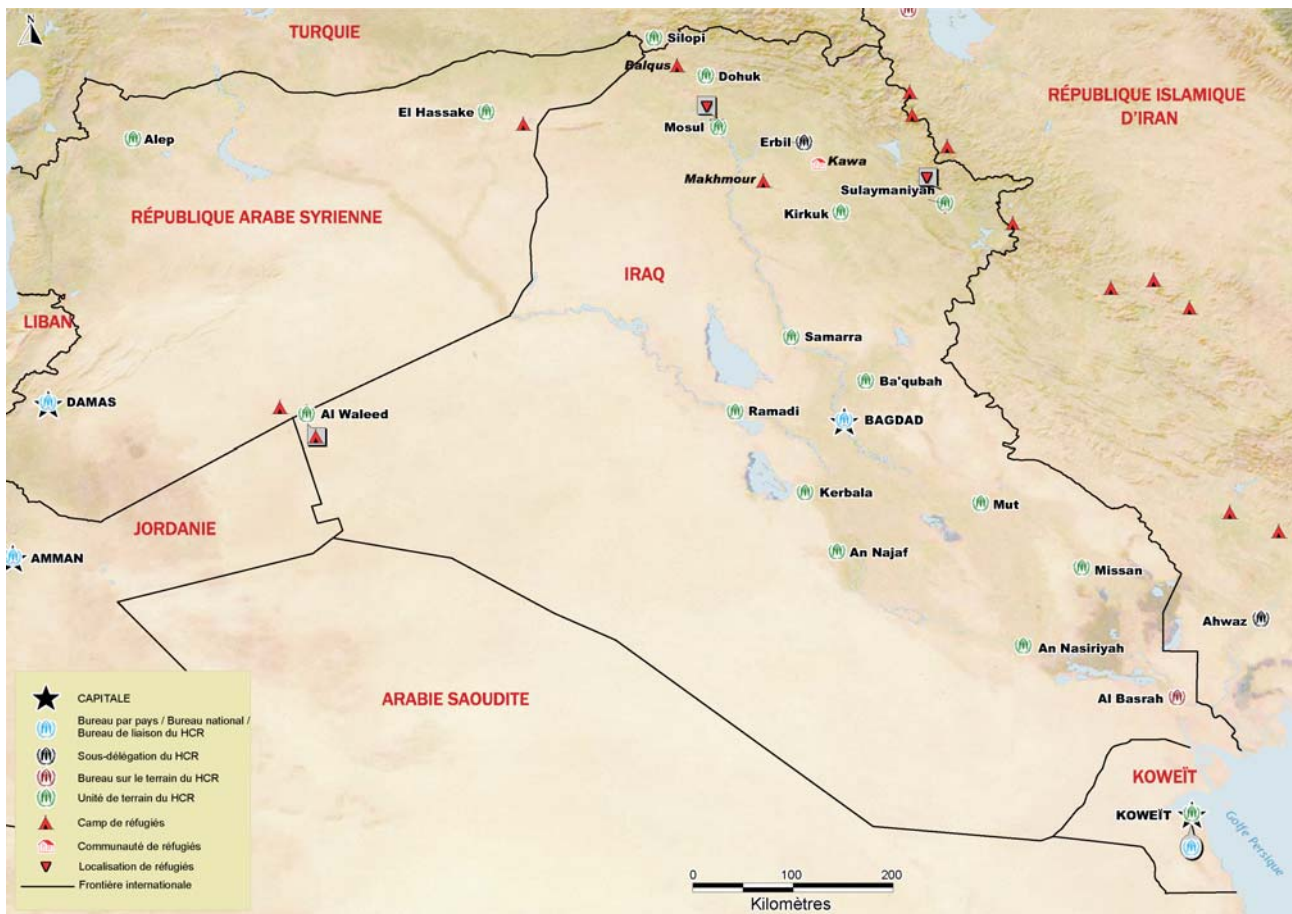 N
TURQUIE
Silopi
Balqus
Dohuk
RÉPUBLIQUE ISLAMIQUE
D'IRAN
El Hassake
Alep
Mosul
Erbil
Kawa
Makhmour
Sulaymaniyah
Kirkuk
RÉPUBLIQUE ARABE SYRIENNE
IRAQ
LIBAN
Samarra
Ba'qubah
DAMAS
Al Waleed
Ramadi
BAGDAD
Kerbala
Mut
JORDANIE
AMMAN
An Najaf
Missan
Ahwaz
An Nasiriyah
ARABIE SAOUDITE
Al Basrah
KOWEÏT
KOWEÏT
Golfe Persique
CAPITALE
Bureau par pays / Bureau national /
Bureau de liaison du HCR
Sous-délégation du HCR
Bureau sur le terrain du HCR
Unité de terrain du HCR
Camp de réfugiés
Communauté de réfugiés
Localisation de réfugiés
Frontière internationale
0 100 200
Kilomètres